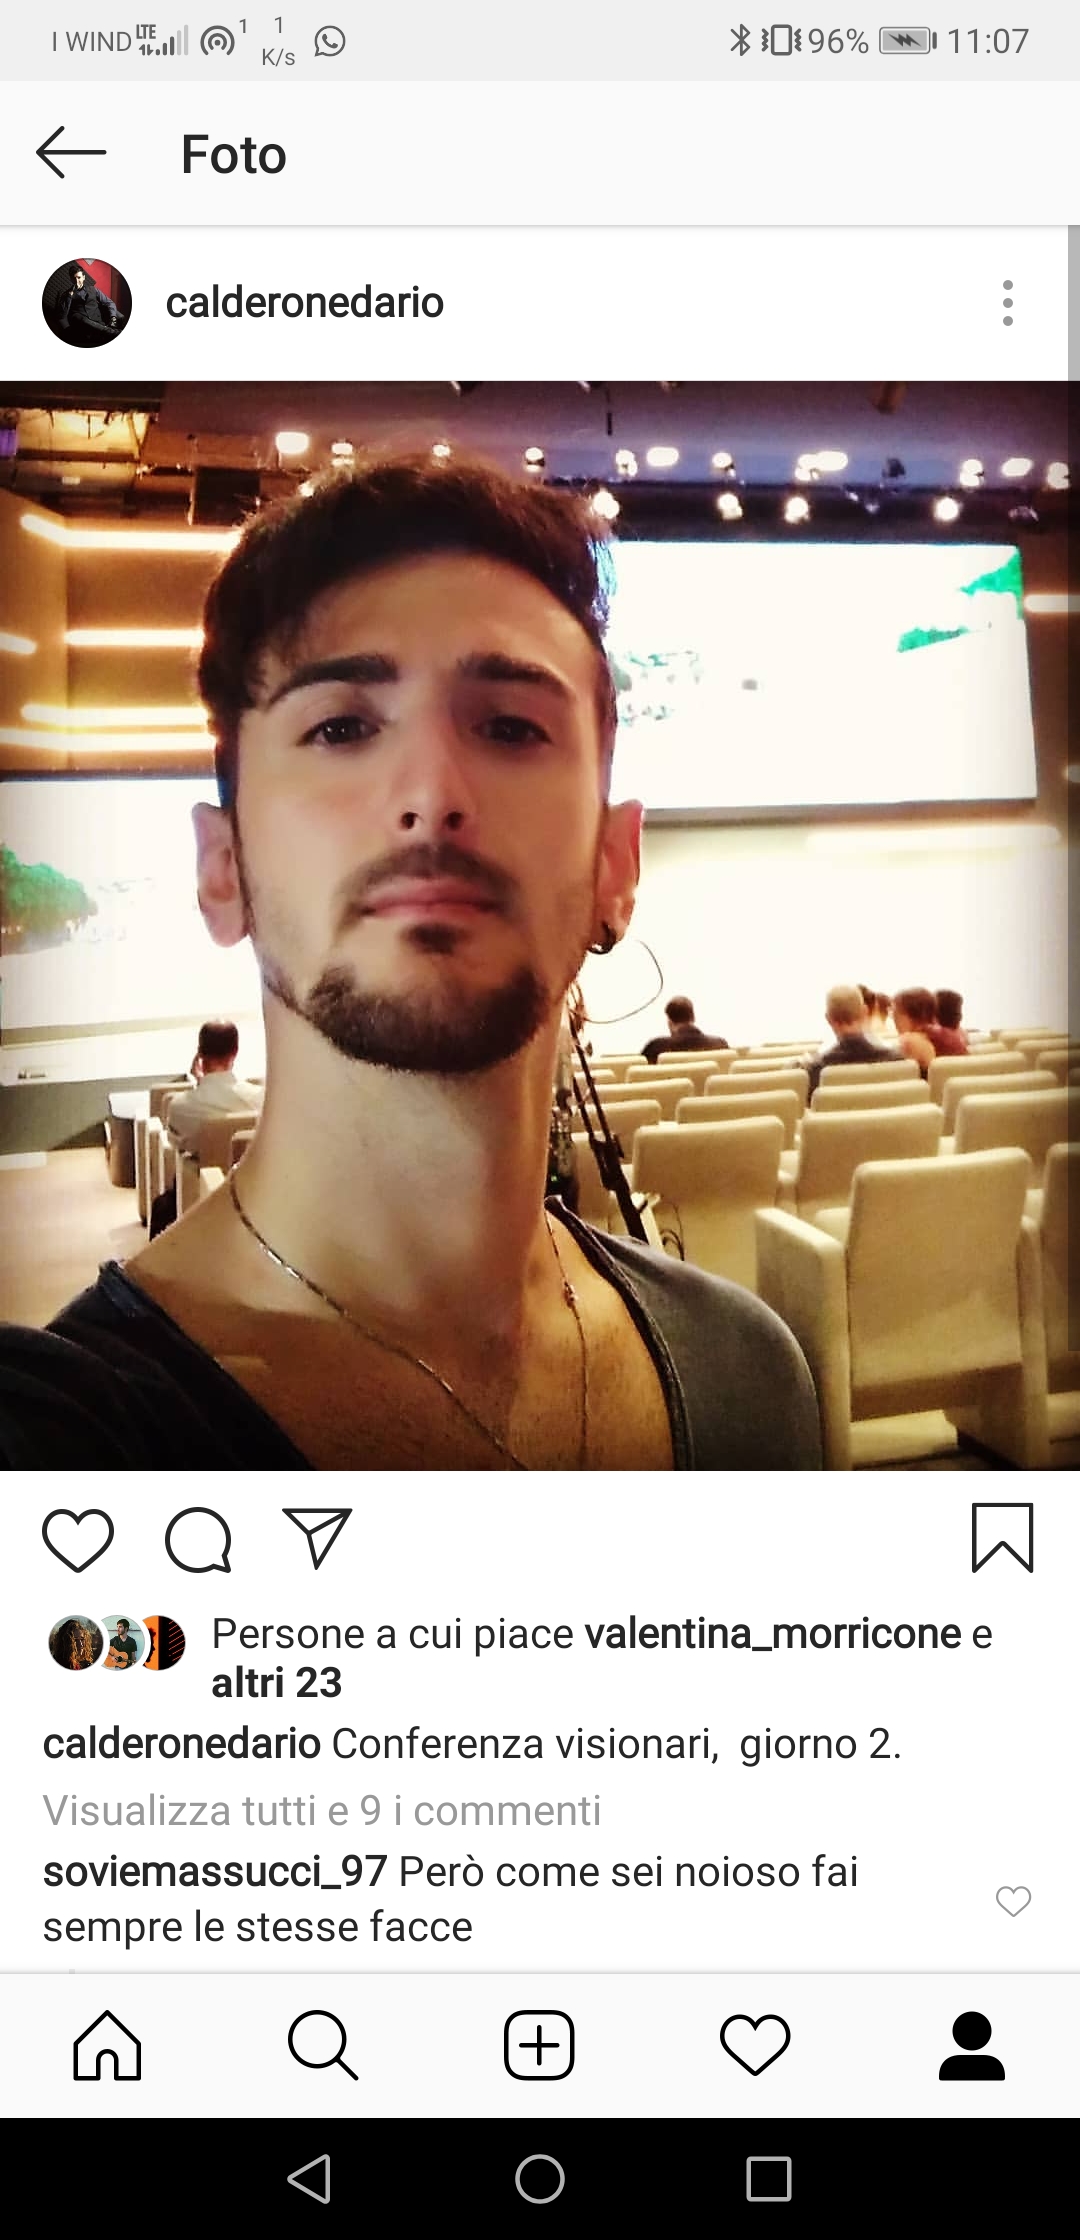 I WIND LTE 1 1 K/s 96% 11:07
Foto
calderonedario
Persone a cui piace valentina_morricone e
altri 23
calderonedario Conferenza visionari,  giorno 2.
Visualizza tutti e 9 i commenti
soviemassucci_97 Però come sei noioso fai
sempre le stesse facce